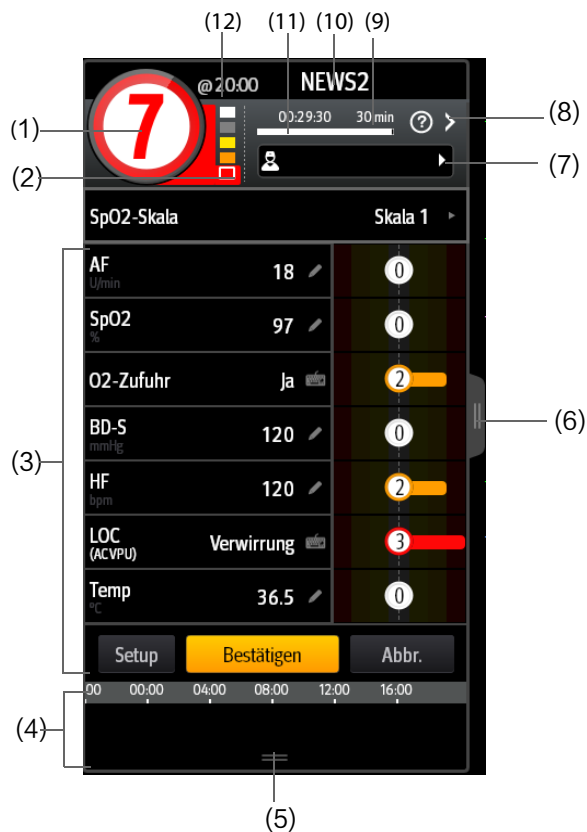 (12) (11) (10) (9)
@20:00 NEWS2
(1) 7 00:29:30 30 min ? (8)
(2) (7)
SpO2-Skala Skala 1
AF 18 0
U/min
SpO2 97 0
%
O2-Zufuhr Ja 2
(6)
BD-S 120 0
mmHg
(3)
HF 120 2
bpm
LOC Verwirrung 3
(ACVPU)
Temp 36.5 0
°C
Setup Bestätigen Abbr.
00 00:00 04:00 08:00 12:00 16:00
(4)
(5)